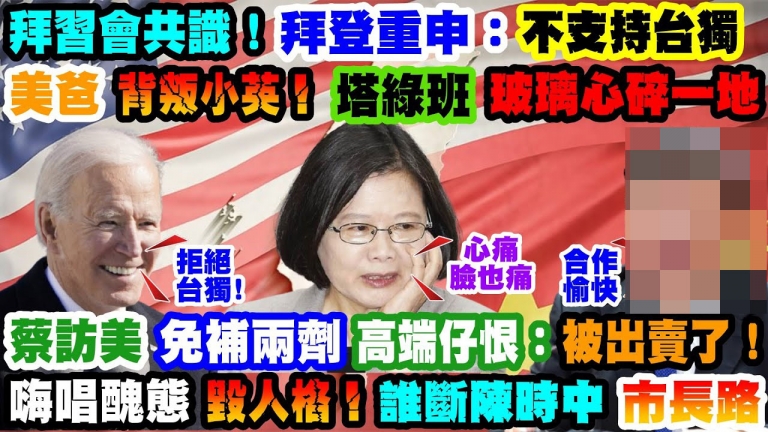 拜習會共識！拜登重申：不支持台獨
美爸 背叛小英！塔綠班 玻璃心碎一地
拒絕
台獨！
心痛
臉也痛
合作
愉快
蔡訪美 免補兩劑 高端仔恨：被出賣了！
嗨唱醜態 毀人檣！誰斷陳時中 市長路